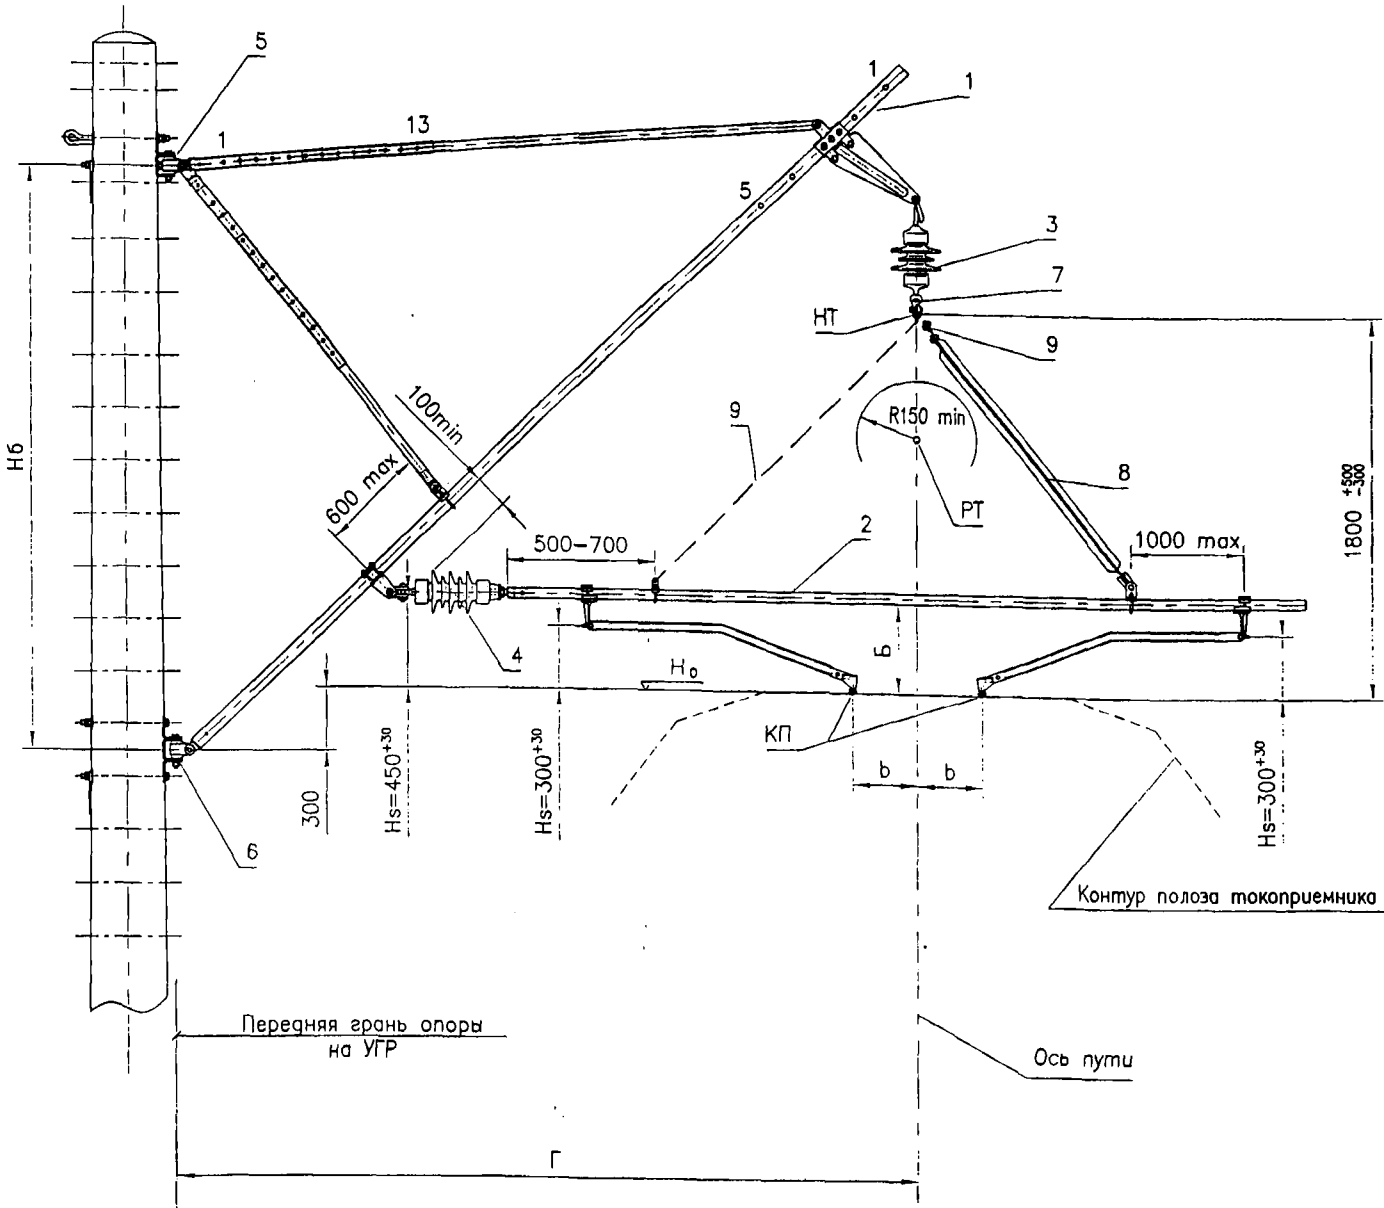 5
1
1
1
13
5
3
7
НТ
9
Нб
100min
R150 min
9
600 max
8
РТ
1800 +500 -300
500-700
2
1000 max
Б
4
Н₀
КП
b
b
300
Hs=450+30
Hs=300+30
Hs=300+30
6
Контур полоза токоприемника
Передняя грань опоры
на УГР
Ось пути
Г